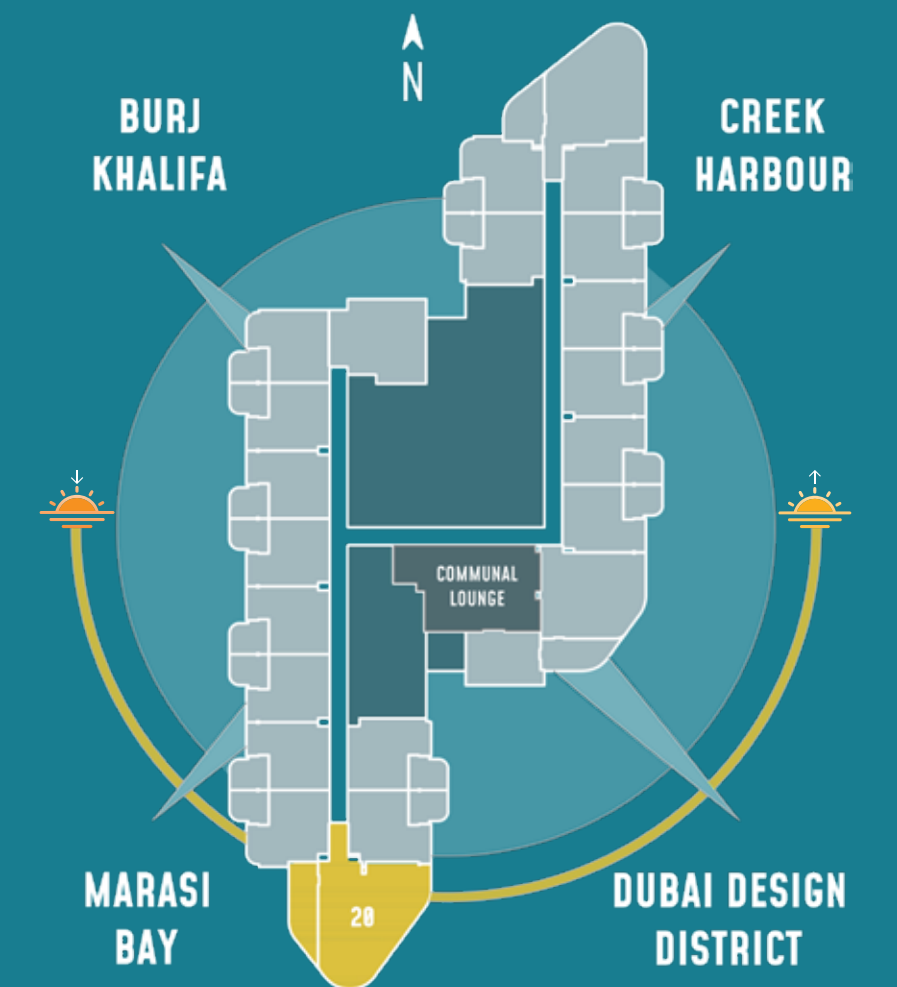 N
BURJ
KHALIFA
CREEK
HARBOUR
COMMUNAL
LOUNGE
MARASI
BAY
20
DUBAI DESIGN
DISTRICT